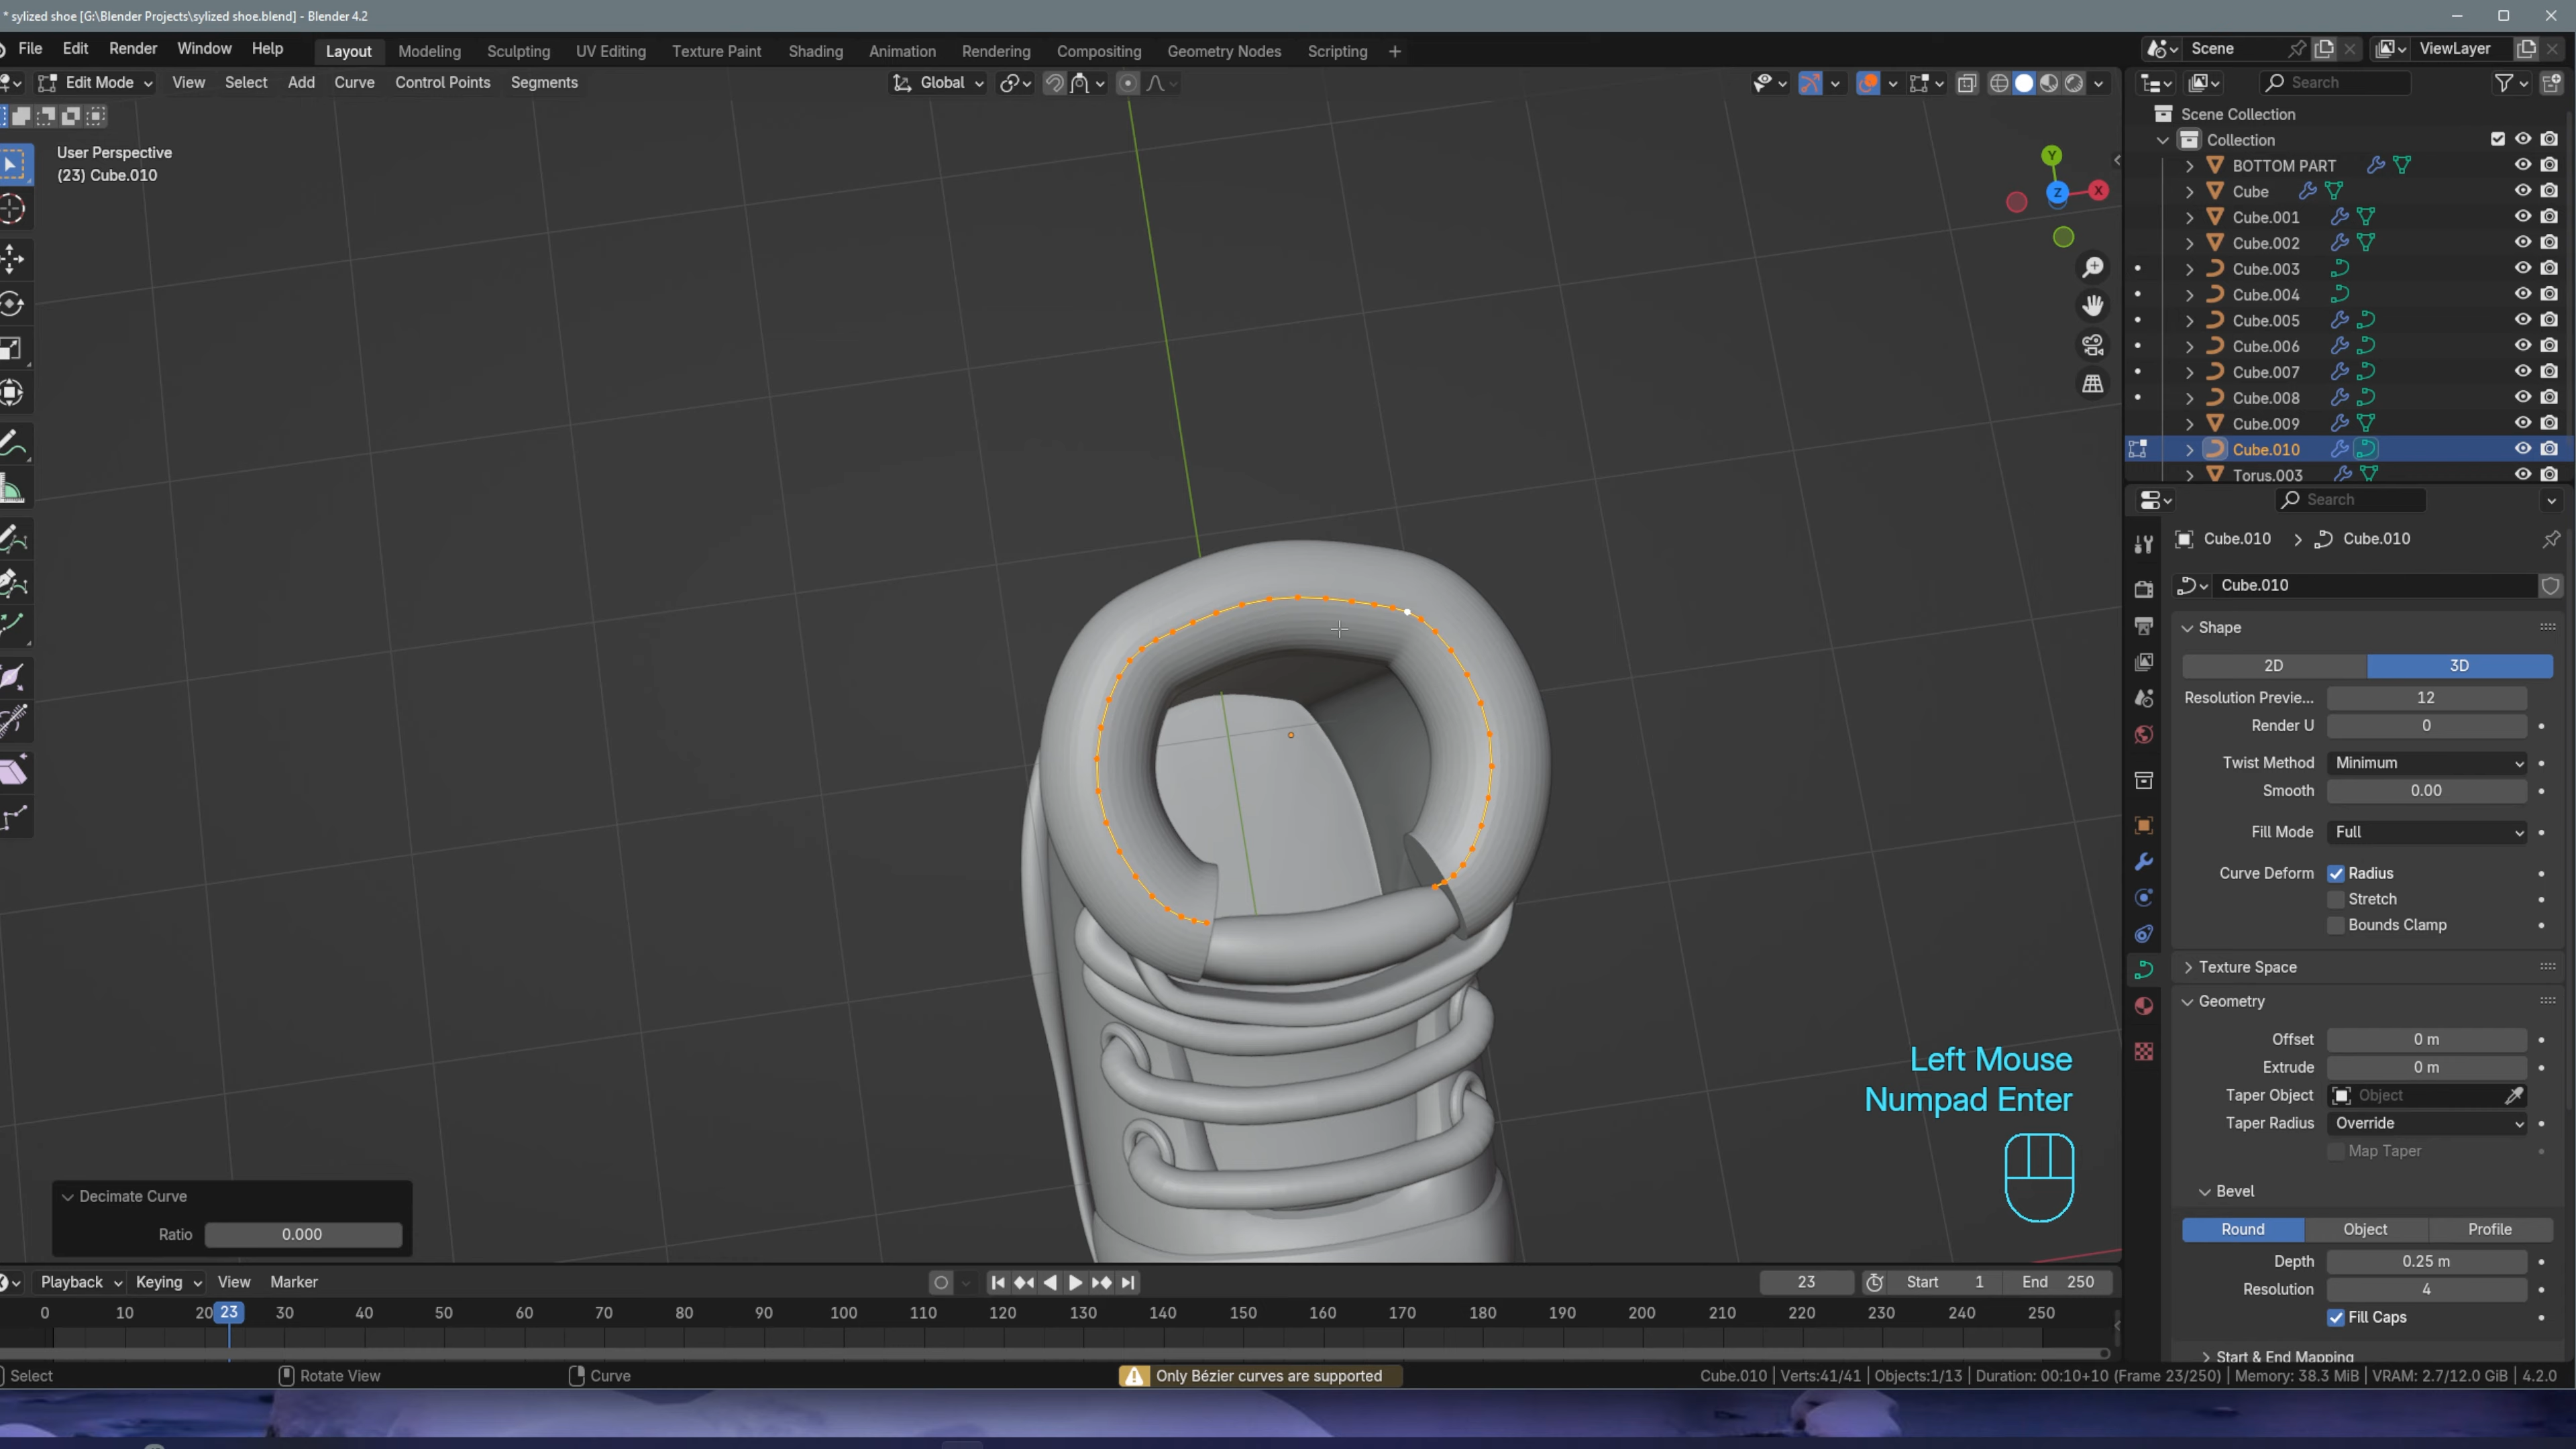 * sylized shoe [G:\Blender Projects\sylized shoe.blend] - Blender 4.2
File Edit Render Window Help Layout Modeling Sculpting UV Editing Texture Paint Shading Animation Rendering Compositing Geometry Nodes Scripting + Scene ViewLayer
Edit Mode View Select Add Curve Control Points Segments Global Search
User Perspective
(23) Cube.010
Y
X
Z
Scene Collection
Collection
BOTTOM PART
Cube
Cube.001
Cube.002
Cube.003
Cube.004
Cube.005
Cube.006
Cube.007
Cube.008
Cube.009
Cube.010
Torus.003
Search
Cube.010 > Cube.010
Cube.010
Shape
2D 3D
Resolution Previe... 12
Render U 0
Twist Method Minimum
Smooth 0.00
Fill Mode Full
Curve Deform Radius
Stretch
Bounds Clamp
Texture Space
Geometry
Offset 0 m
Extrude 0 m
Taper Object Object
Taper Radius Override
Map Taper
Bevel
Round Object Profile
Depth 0.25 m
Resolution 4
Fill Caps
Start & End Mapping
Left Mouse
Numpad Enter
Decimate Curve
Ratio 0.000
Playback Keying View Marker 23 Start 1 End 250
0 10 20 23 30 40 50 60 70 80 90 100 110 120 130 140 150 160 170 180 190 200 210 220 230 240 250
Select Rotate View Curve Only Bézier curves are supported Cube.010 | Verts:41/41 | Objects:1/13 | Duration: 00:10+10 (Frame 23/250) | Memory: 38.3 MiB | VRAM: 2.7/12.0 GiB | 4.2.0